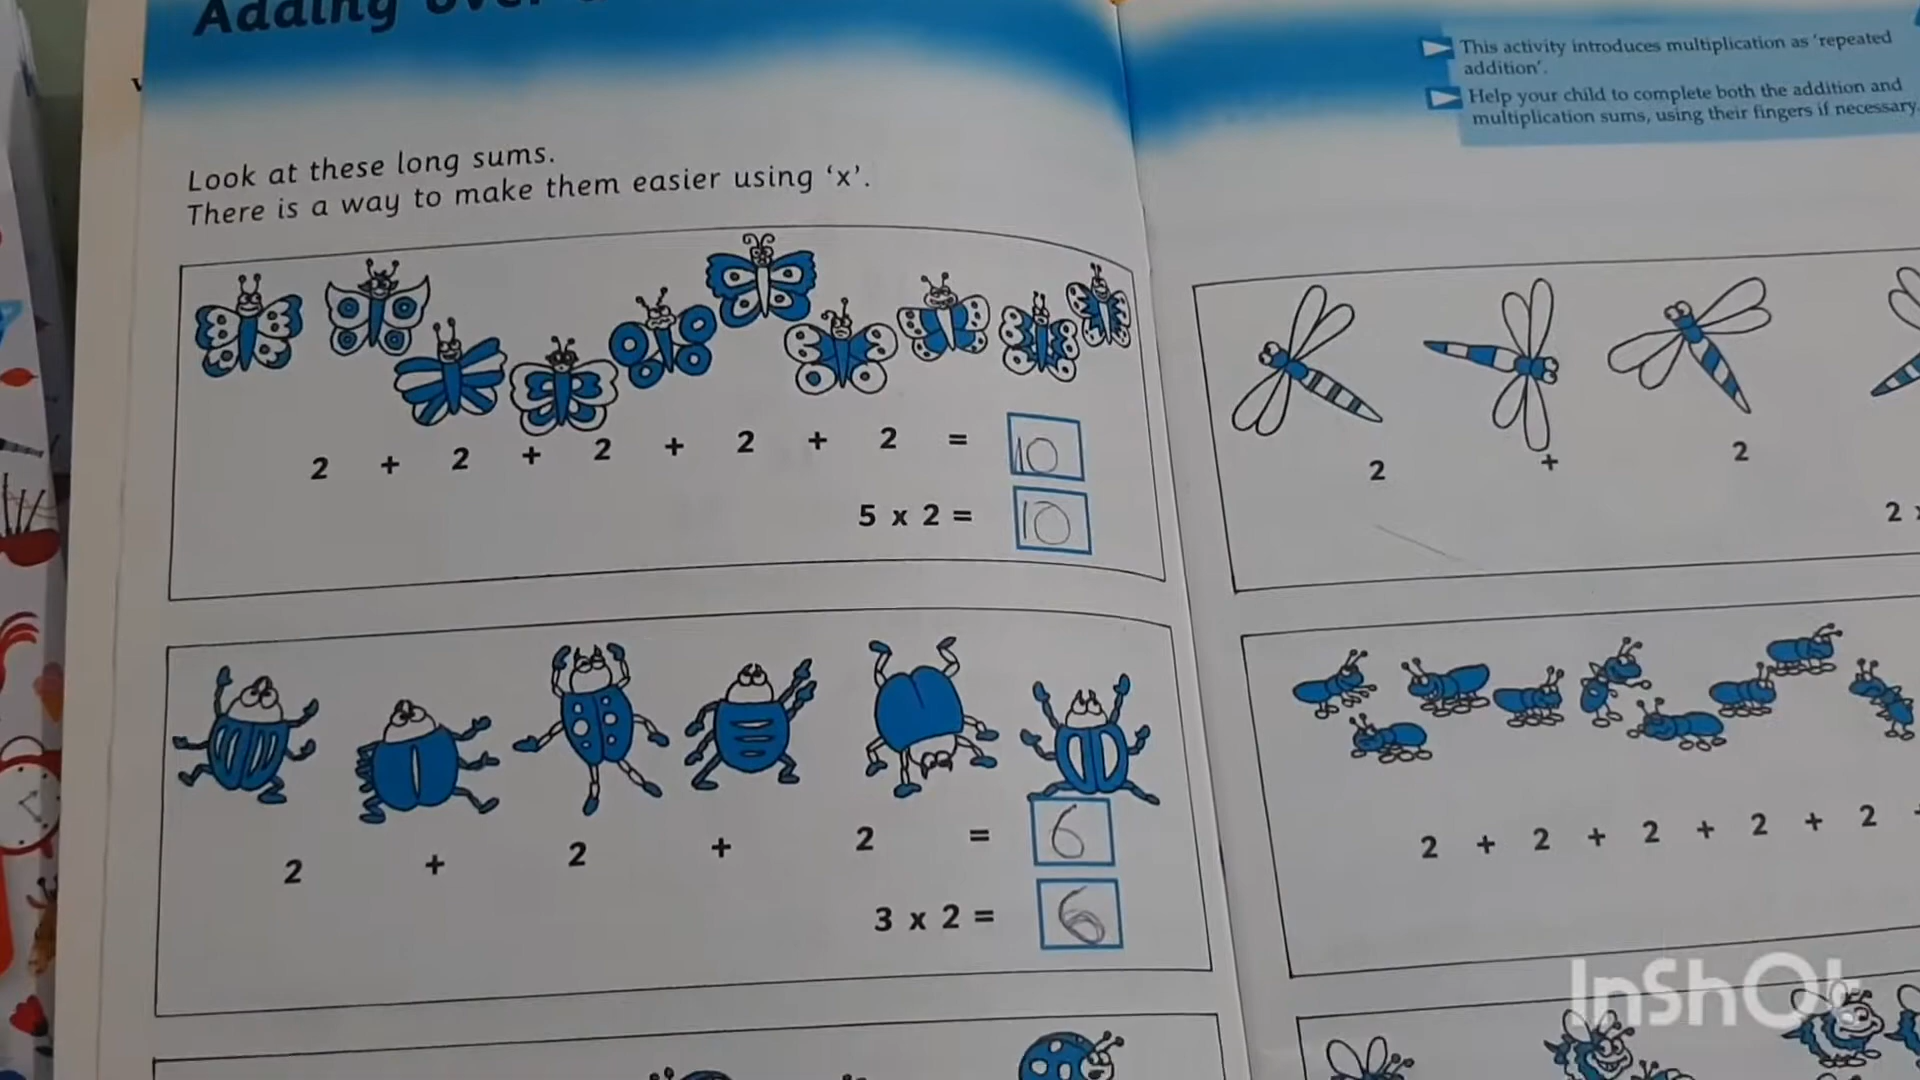 Adding over
Look at these long sums.
There is a way to make them easier using ‘x’.
2 + 2 + 2 + 2 + 2 = 10
5 x 2 = 10
2 + 2 + 2 = 6
3 x 2 = 6
This activity introduces multiplication as ‘repeated
addition’.
Help your child to complete both the addition and
multiplication sums, using their fingers if necessary.
2 + 2
2 x
2 + 2 + 2 + 2 + 2 +
InShOt